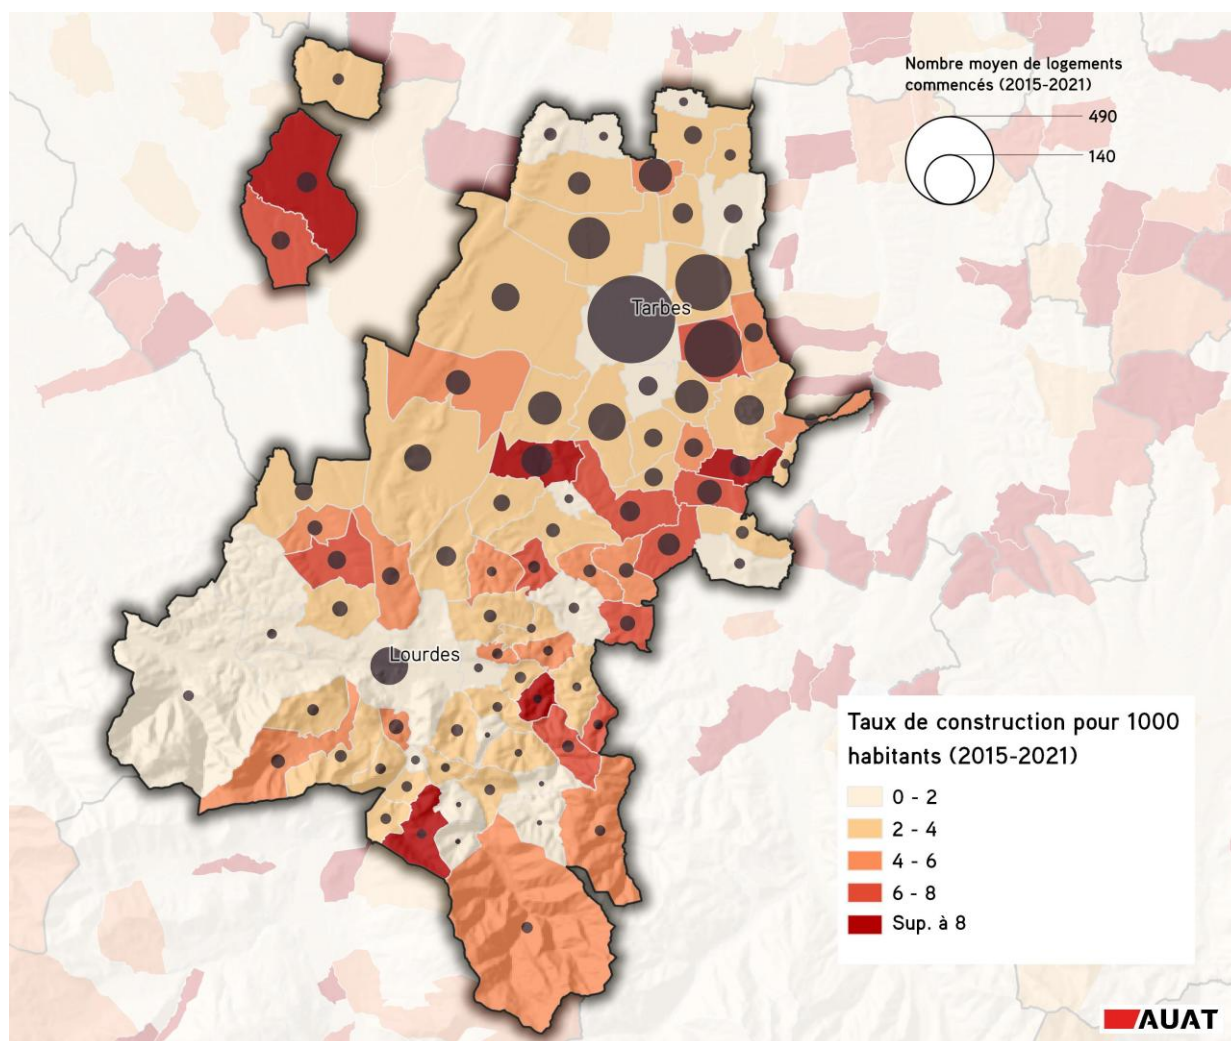 Nombre moyen de logements
commencés (2015-2021)
490
140
Tarbes
Lourdes
Taux de construction pour 1000
habitants (2015-2021)
0 - 2
2 - 4
4 - 6
6 - 8
Sup. à 8
AUAT